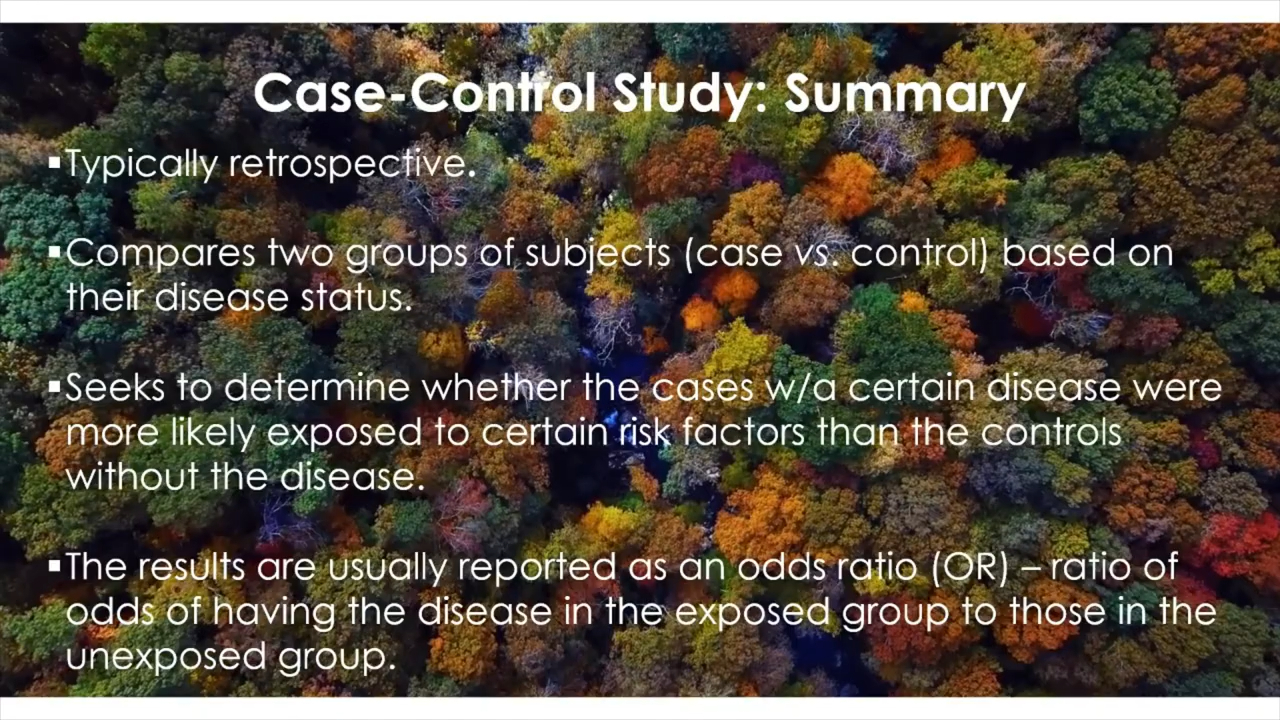 Case-Control Study: Summary
▪Typically retrospective.
▪Compares two groups of subjects (case vs. control) based on
their disease status.
▪Seeks to determine whether the cases w/a certain disease were
more likely exposed to certain risk factors than the controls
without the disease.
▪The results are usually reported as an odds ratio (OR) – ratio of
odds of having the disease in the exposed group to those in the
unexposed group.